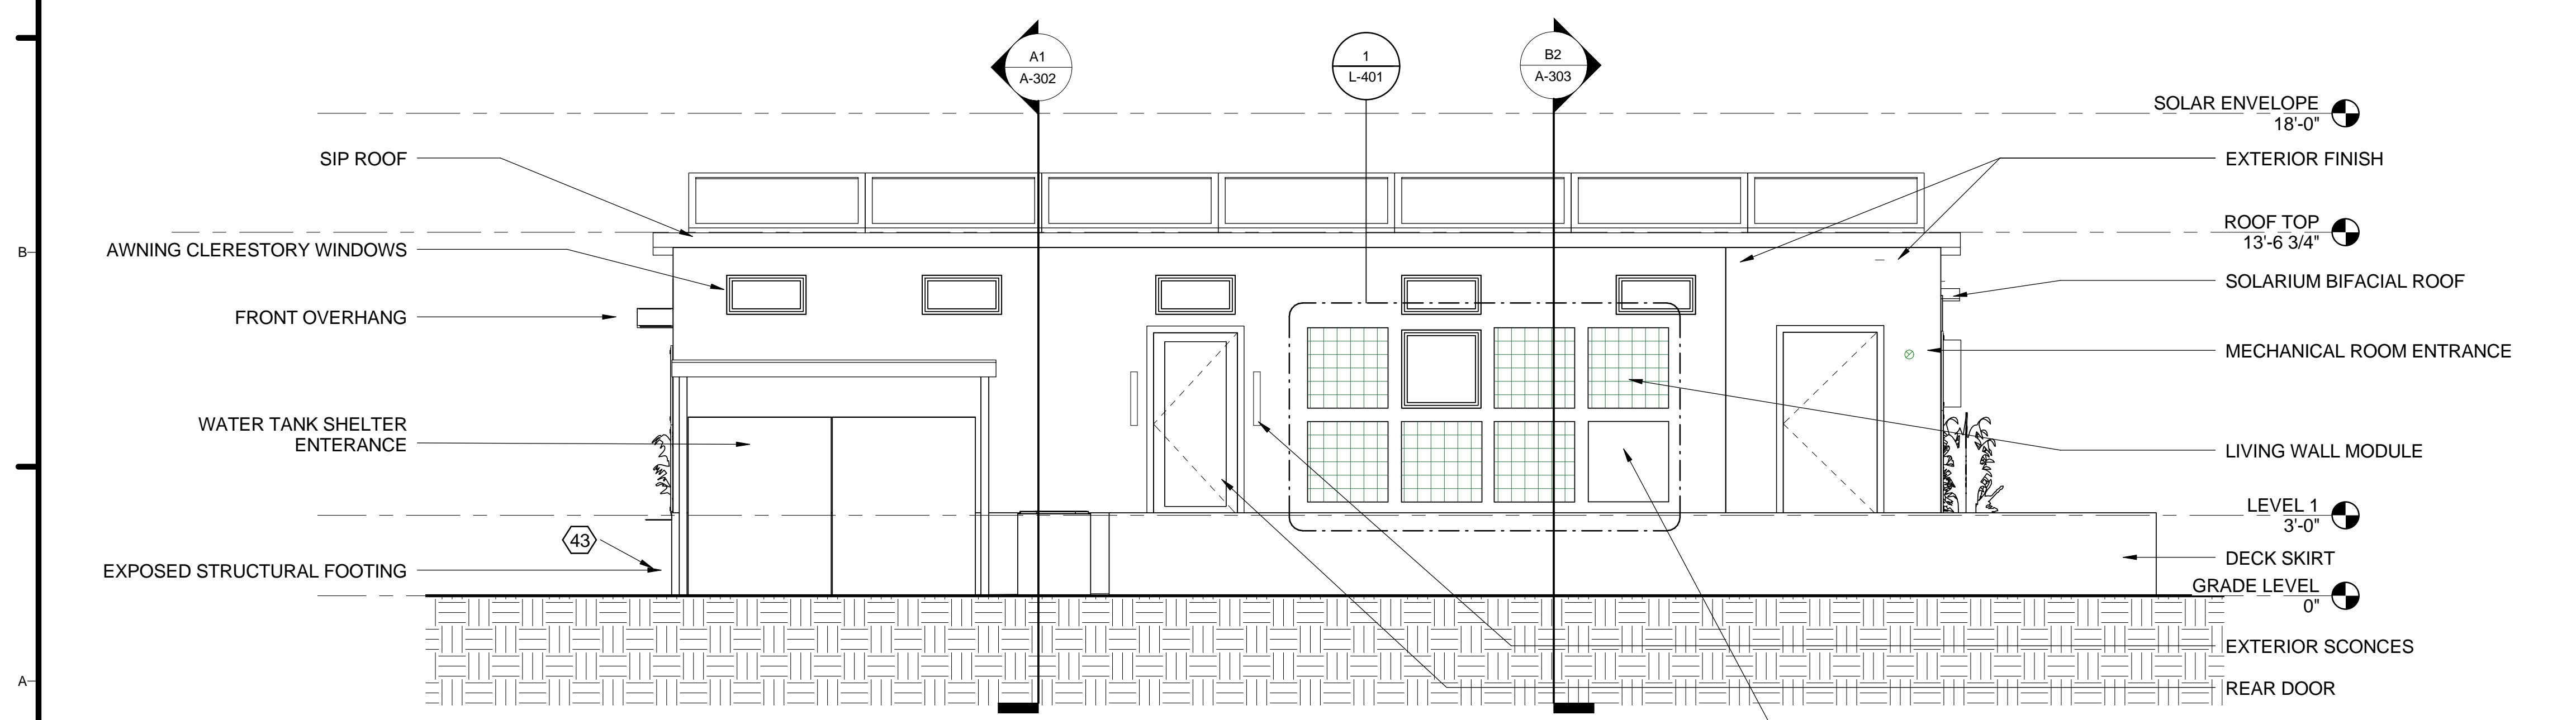 A1
A-302
1
L-401
B2
A-303
SOLAR ENVELOPE
18'-0"
SIP ROOF
EXTERIOR FINISH
ROOF TOP
13'-6 3/4"
B
AWNING CLERESTORY WINDOWS
SOLARIUM BIFACIAL ROOF
FRONT OVERHANG
MECHANICAL ROOM ENTRANCE
WATER TANK SHELTER
ENTERANCE
LIVING WALL MODULE
LEVEL 1
3'-0"
43
DECK SKIRT
EXPOSED STRUCTURAL FOOTING
GRADE LEVEL
0"
EXTERIOR SCONCES
A
REAR DOOR